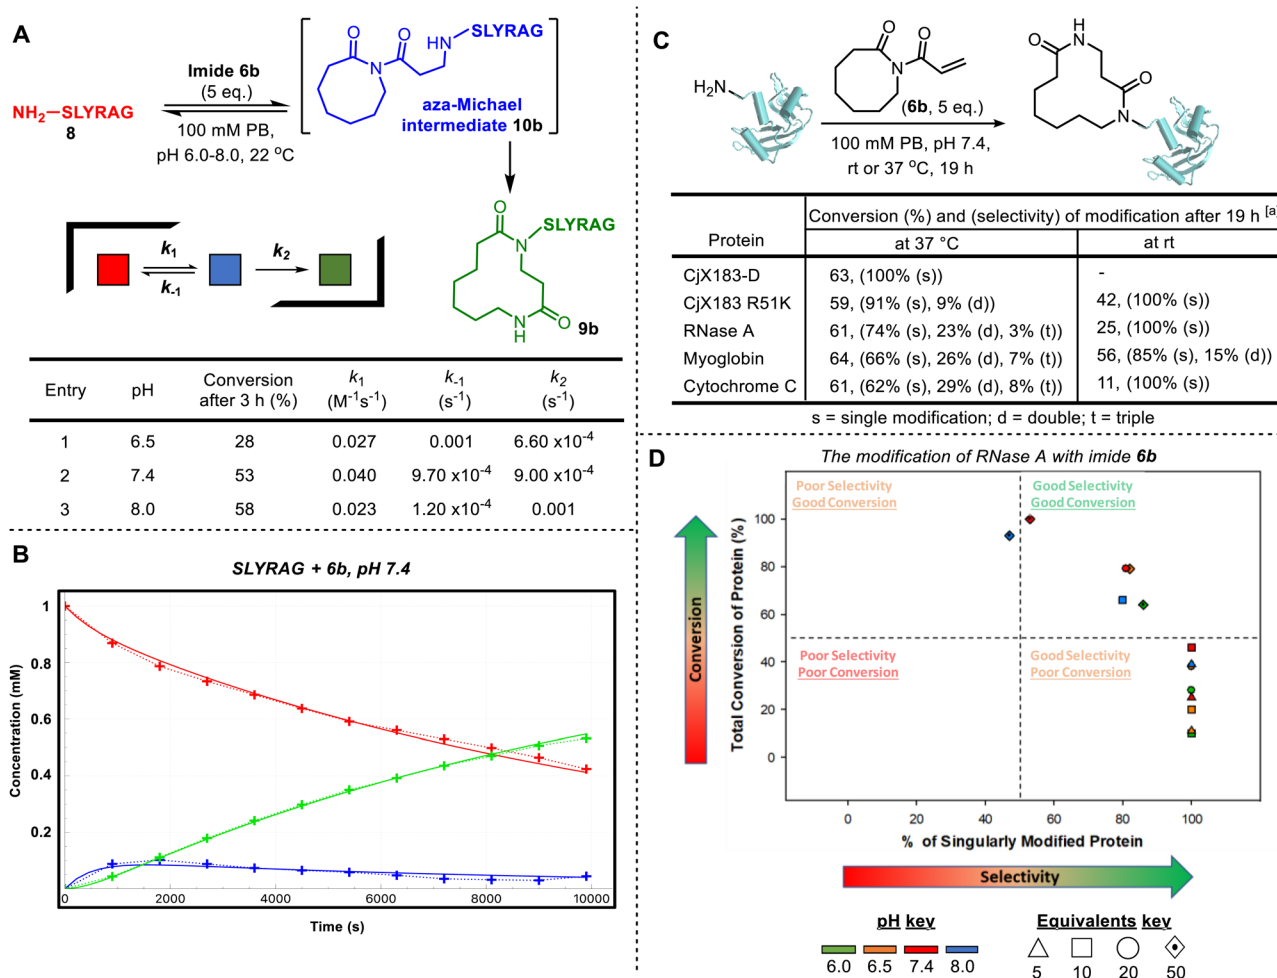 A
NH2—SLYRAG
8
Imide 6b
(5 eq.)
100 mM PB,
pH 6.0-8.0, 22 °C
O
O
N
HN
SLYRAG
aza-Michael
intermediate 10b
k1
k-1
k2
O
SLYRAG
N
N
H
O
9b
Entry pH Conversion after 3 h (%) k1 (M-1s-1) k-1 (s-1) k2 (s-1)
1 6.5 28 0.027 0.001 6.60 x10-4
2 7.4 53 0.040 9.70 x10-4 9.00 x10-4
3 8.0 58 0.023 1.20 x10-4 0.001
B
SLYRAG + 6b, pH 7.4
Concentration (mM)
1
0.8
0.6
0.4
0.2
0 2000 4000 6000 8000 10000
Time (s)
C
H2N
O
O
N
(6b, 5 eq.)
100 mM PB, pH 7.4,
rt or 37 °C, 19 h
H
O
N
O
N
Protein
Conversion (%) and (selectivity) of modification after 19 h [a]
at 37 °C at rt
CjX183-D 63, (100% (s)) -
CjX183 R51K 59, (91% (s), 9% (d)) 42, (100% (s))
RNase A 61, (74% (s), 23% (d), 3% (t)) 25, (100% (s))
Myoglobin 64, (66% (s), 26% (d), 7% (t)) 56, (85% (s), 15% (d))
Cytochrome C 61, (62% (s), 29% (d), 8% (t)) 11, (100% (s))
s = single modification; d = double; t = triple
D
The modification of RNase A with imide 6b
Conversion
Total Conversion of Protein (%)
Poor Selectivity
Good Conversion
Good Selectivity
Good Conversion
Poor Selectivity
Poor Conversion
Good Selectivity
Poor Conversion
100
80
60
40
20
0
0 20 40 60 80 100
% of Singularly Modified Protein
Selectivity
pH key
6.0 6.5 7.4 8.0
Equivalents key
5 10 20 50